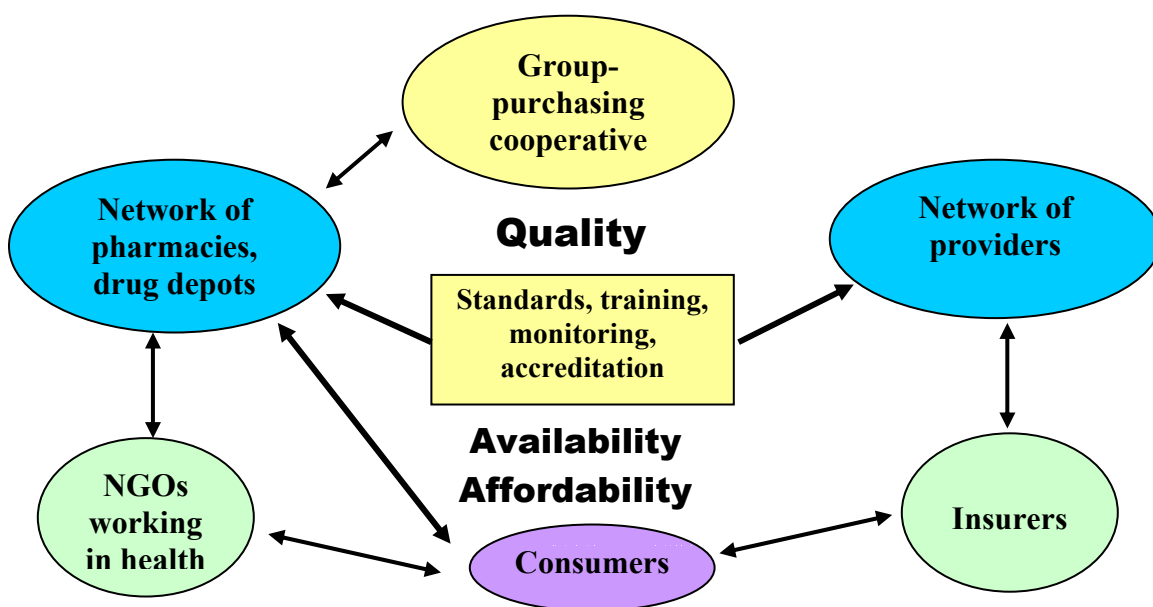 Group-
purchasing
cooperative
Network of
pharmacies,
drug depots
Network of
providers
Quality
Standards, training,
monitoring,
accreditation
Availability
Affordability
NGOs
working
in health
Insurers
Consumers